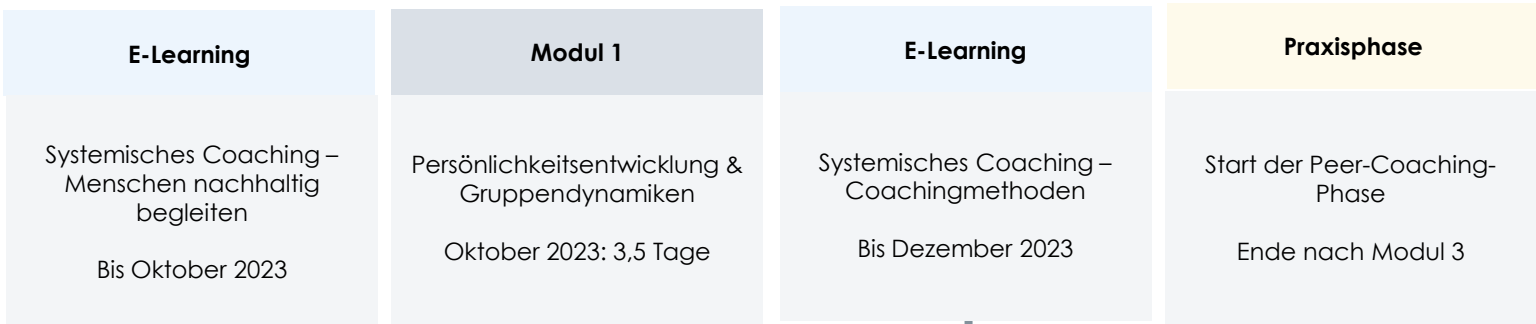 E-Learning
Systemisches Coaching –
Menschen nachhaltig
begleiten
Bis Oktober 2023
Modul 1
Persönlichkeitsentwicklung &
Gruppendynamiken
Oktober 2023: 3,5 Tage
E-Learning
Systemisches Coaching –
Coachingmethoden
Bis Dezember 2023
Praxisphase
Start der Peer-Coaching-
Phase
Ende nach Modul 3